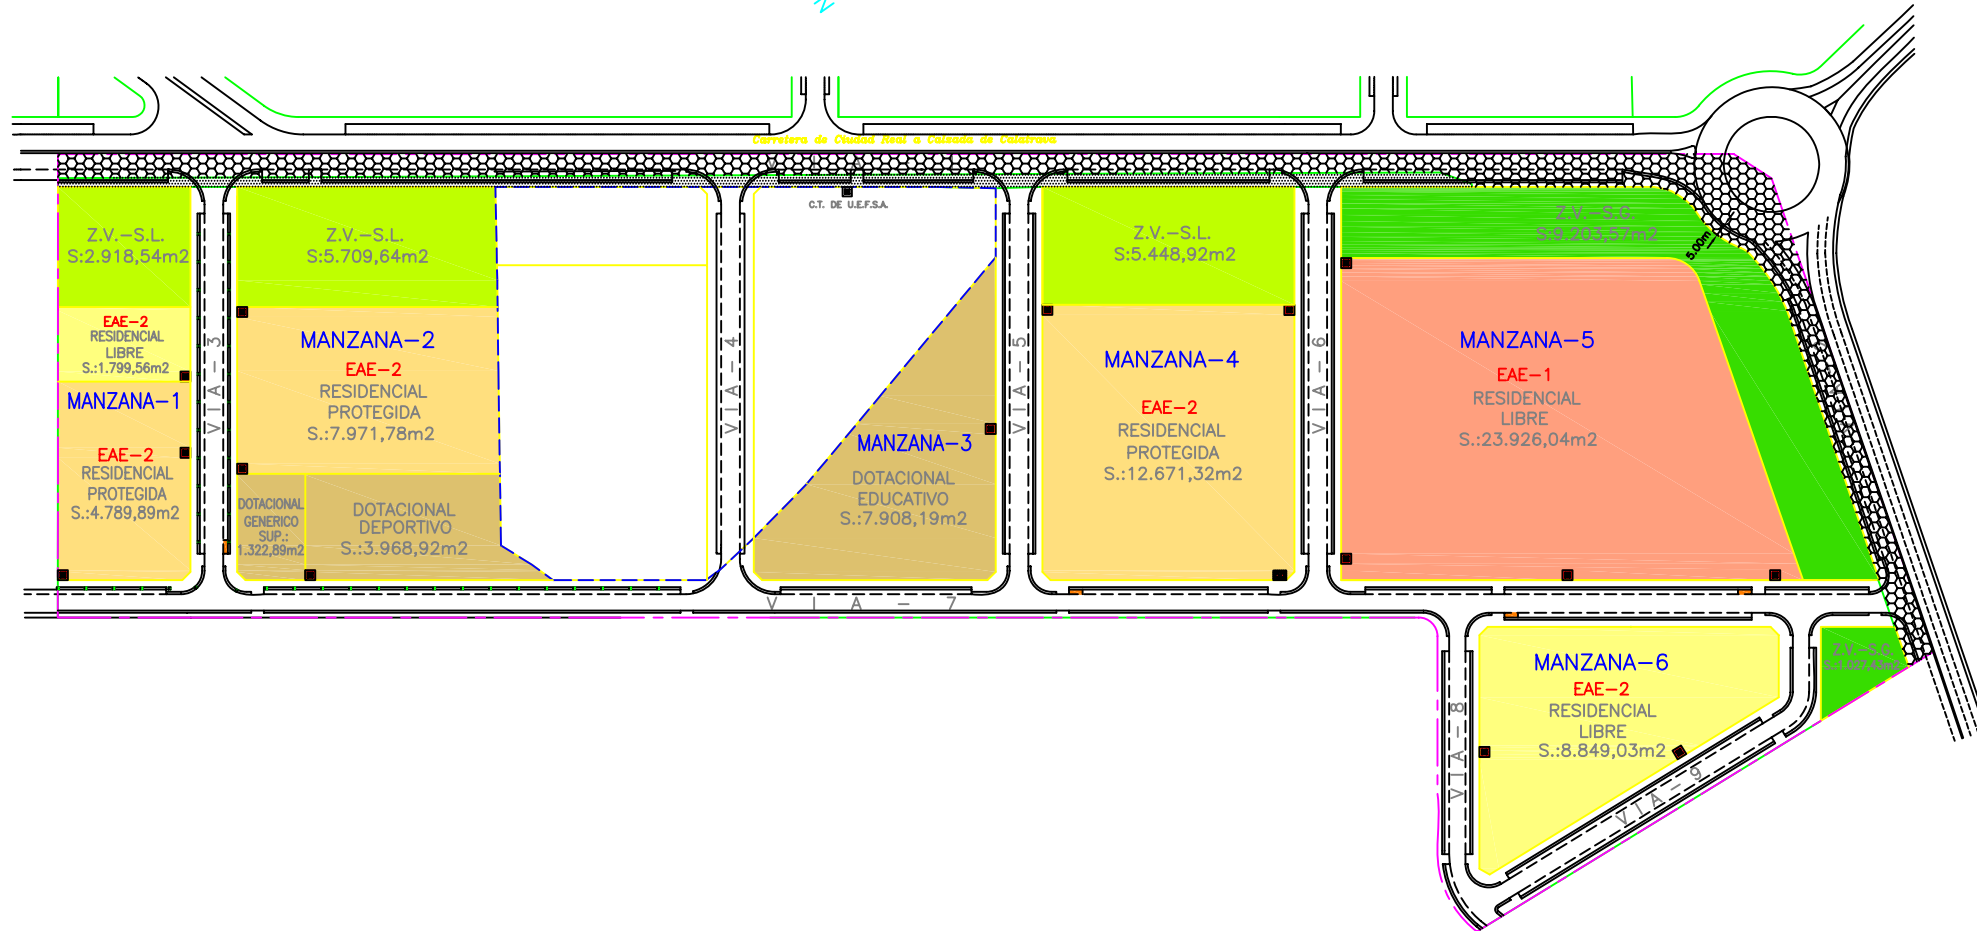 Carretera de Ciudad Real a Calzada de Calatrava
V I A - 1
C.T. DE U.E.F.S.A.
Z.V.-S.L.
S:2.918,54m2
EAE-2
RESIDENCIAL
LIBRE
S.:1.799,56m2
MANZANA-1
EAE-2
RESIDENCIAL
PROTEGIDA
S.:4.789,89m2
VIA-3
Z.V.-S.L.
S:5.709,64m2
MANZANA-2
EAE-2
RESIDENCIAL
PROTEGIDA
S.:7.971,78m2
DOTACIONAL
GENERICO
SUP.:
1.322,89m2
DOTACIONAL
DEPORTIVO
S.:3.968,92m2
VIA-4
MANZANA-3
DOTACIONAL
EDUCATIVO
S.:7.908,19m2
VIA-5
Z.V.-S.L.
S:5.448,92m2
MANZANA-4
EAE-2
RESIDENCIAL
PROTEGIDA
S.:12.671,32m2
VIA-6
Z.V.-S.G.
S:9.203,57m2
5.00m
MANZANA-5
EAE-1
RESIDENCIAL
LIBRE
S.:23.926,04m2
V I A - 7
MANZANA-6
EAE-2
RESIDENCIAL
LIBRE
S.:8.849,03m2
VIA-8
VIA-9
Z.V.-S.G.
S.:1.027,43m2